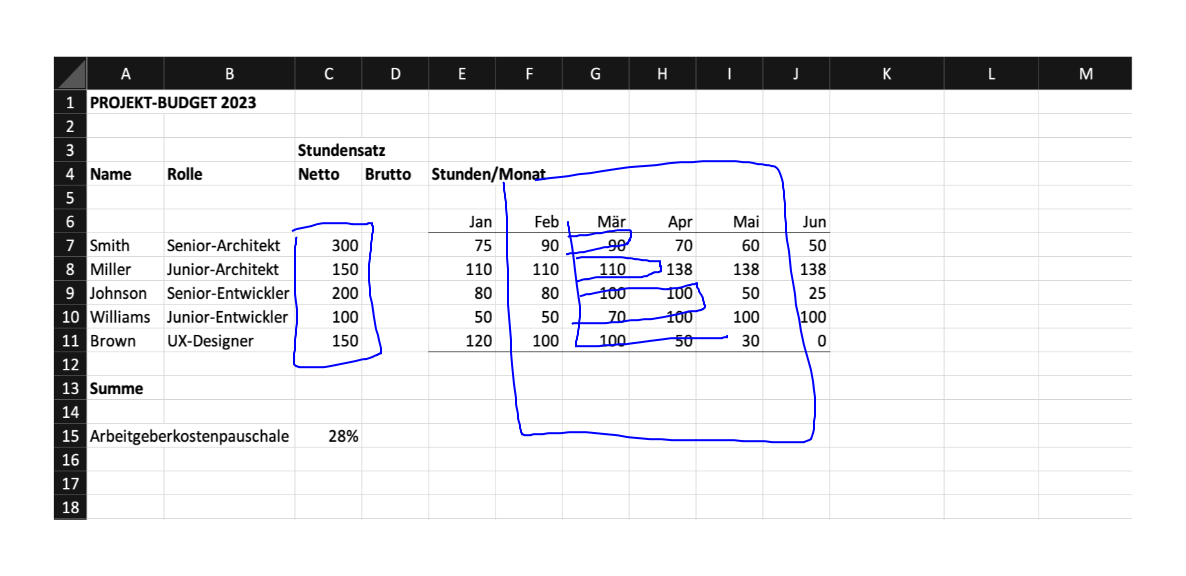 A B C D E F G H I J K L M
1 PROJEKT-BUDGET 2023
2
3 Stundensatz
4 Name Rolle Netto Brutto Stunden/Monat
5
6 Jan Feb Mär Apr Mai Jun
7 Smith Senior-Architekt 300 75 90 90 70 60 50
8 Miller Junior-Architekt 150 110 110 110 138 138 138
9 Johnson Senior-Entwickler 200 80 80 100 100 50 25
10 Williams Junior-Entwickler 100 50 50 70 100 100 100
11 Brown UX-Designer 150 120 100 100 50 30 0
12
13 Summe
14
15 Arbeitgeberkostenpauschale 28%
16
17
18